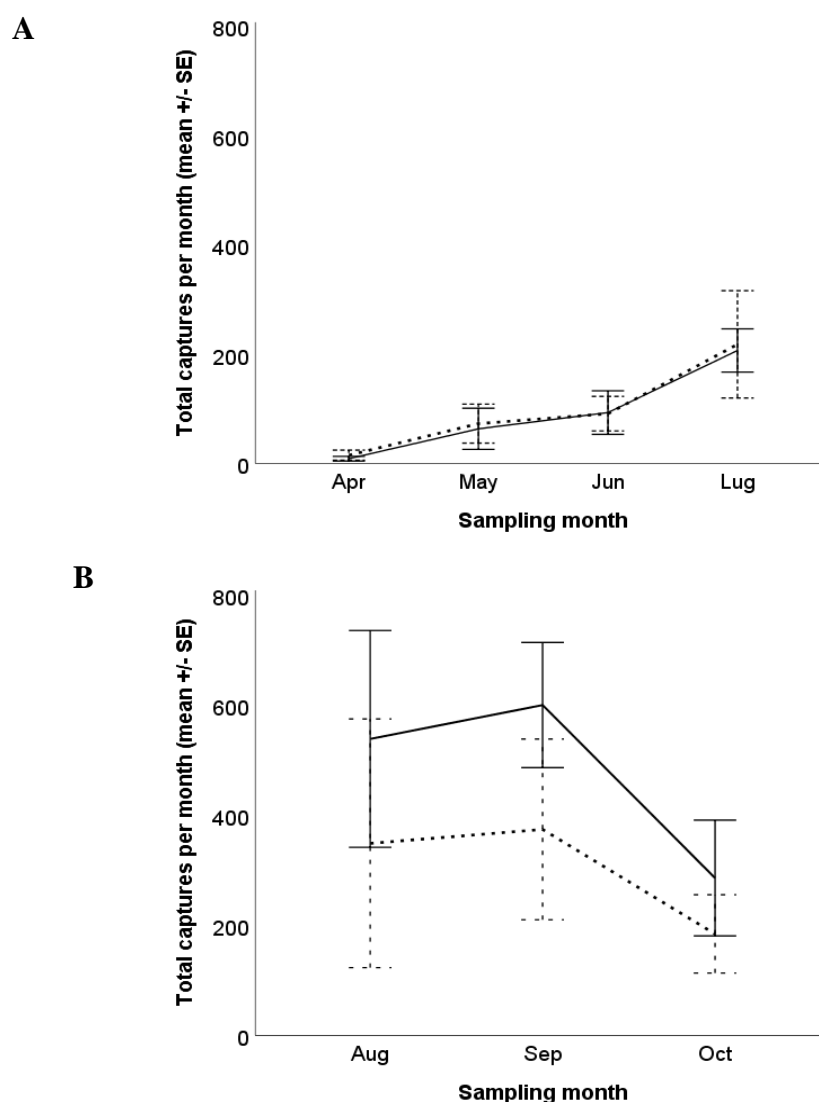 A
Total captures per month (mean +/- SE)
800
600
400
200
0
Apr May Jun Lug
Sampling month
B
Total captures per month (mean +/- SE)
800
600
400
200
0
Aug Sep Oct
Sampling month